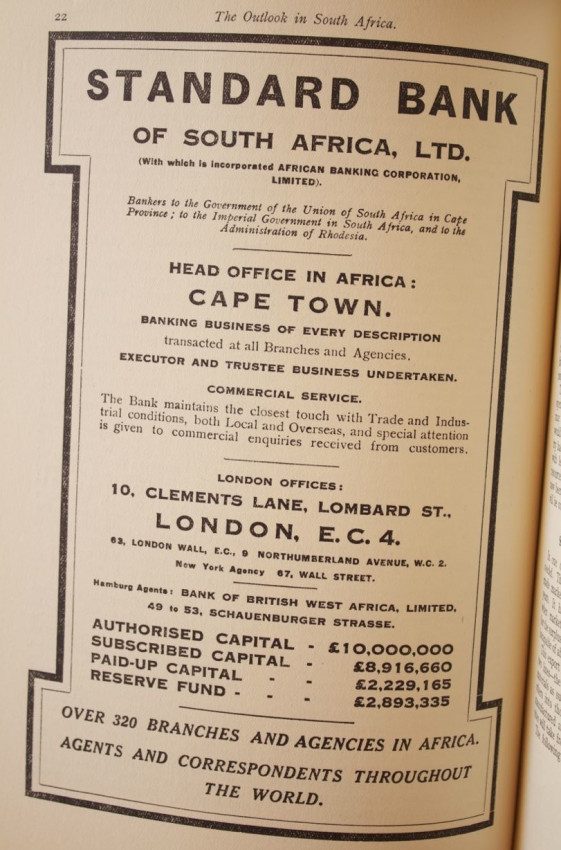 22
The Outlook in South Africa.
STANDARD BANK
OF SOUTH AFRICA, LTD.
(With which is incorporated AFRICAN BANKING CORPORATION,
LIMITED).
Bankers to the Government of the Union of South Africa in Cape
Province; to the Imperial Government in South Africa, and to the
Administration of Rhodesia.
HEAD OFFICE IN AFRICA:
CAPE TOWN.
BANKING BUSINESS OF EVERY DESCRIPTION
transacted at all Branches and Agencies.
EXECUTOR AND TRUSTEE BUSINESS UNDERTAKEN.
COMMERCIAL SERVICE.
The Bank maintains the closest touch with Trade and Indus-
trial conditions, both Local and Overseas, and special attention
is given to commercial enquiries received from customers.
LONDON OFFICES:
10, CLEMENTS LANE, LOMBARD ST.,
LONDON, E.C. 4.
63, LONDON WALL, E.C., 9 NORTHUMBERLAND AVENUE, W.C. 2.
New York Agency 67, WALL STREET.
Hamburg Agents: BANK OF BRITISH WEST AFRICA, LIMITED,
49 to 53, SCHAUENBURGER STRASSE.
AUTHORISED CAPITAL - £10,000,000
SUBSCRIBED CAPITAL - £8,916,660
PAID-UP CAPITAL - - £2,229,165
RESERVE FUND - - - £2,893,335
OVER 320 BRANCHES AND AGENCIES IN AFRICA.
AGENTS AND CORRESPONDENTS THROUGHOUT
THE WORLD.